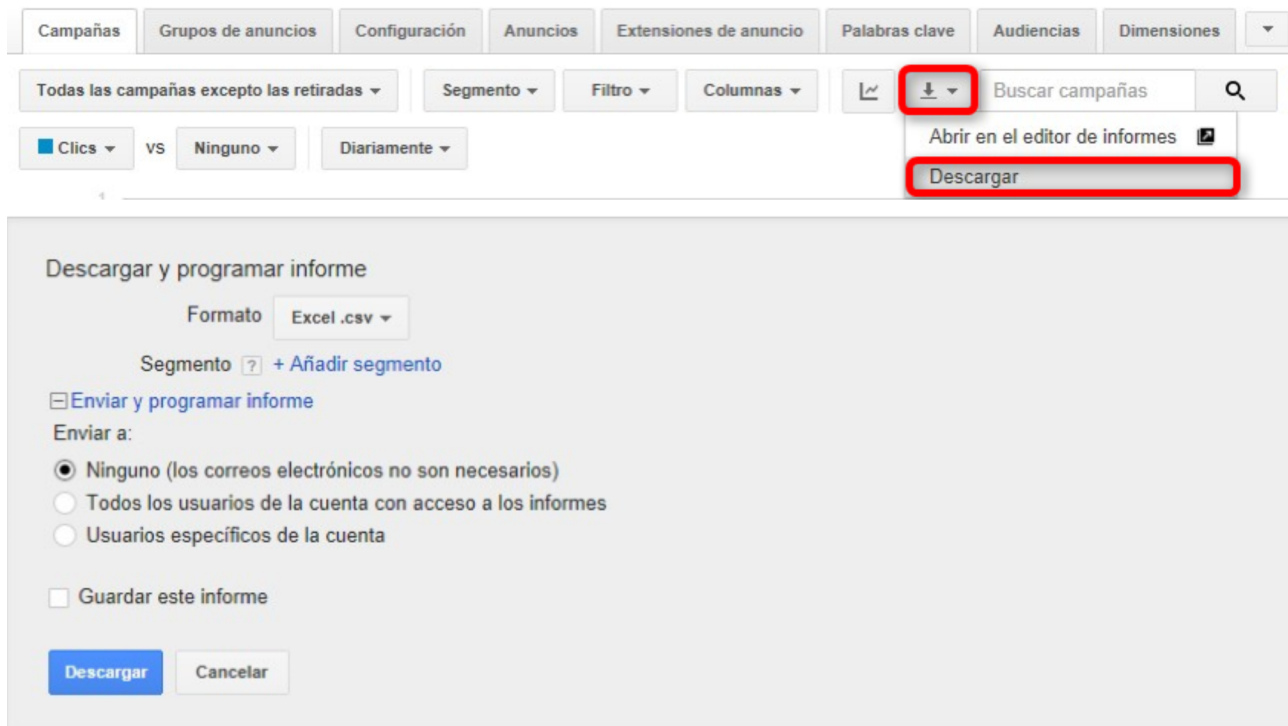 Campañas Grupos de anuncios Configuración Anuncios Extensiones de anuncio Palabras clave Audiencias Dimensiones
Todas las campañas excepto las retiradas Segmento Filtro Columnas Buscar campañas
Clics VS Ninguno Diariamente
Abrir en el editor de informes
Descargar
1
Descargar y programar informe
Formato Excel .csv
Segmento ? + Añadir segmento
Enviar y programar informe
Enviar a:
Ninguno (los correos electrónicos no son necesarios)
Todos los usuarios de la cuenta con acceso a los informes
Usuarios específicos de la cuenta
Guardar este informe
Descargar Cancelar